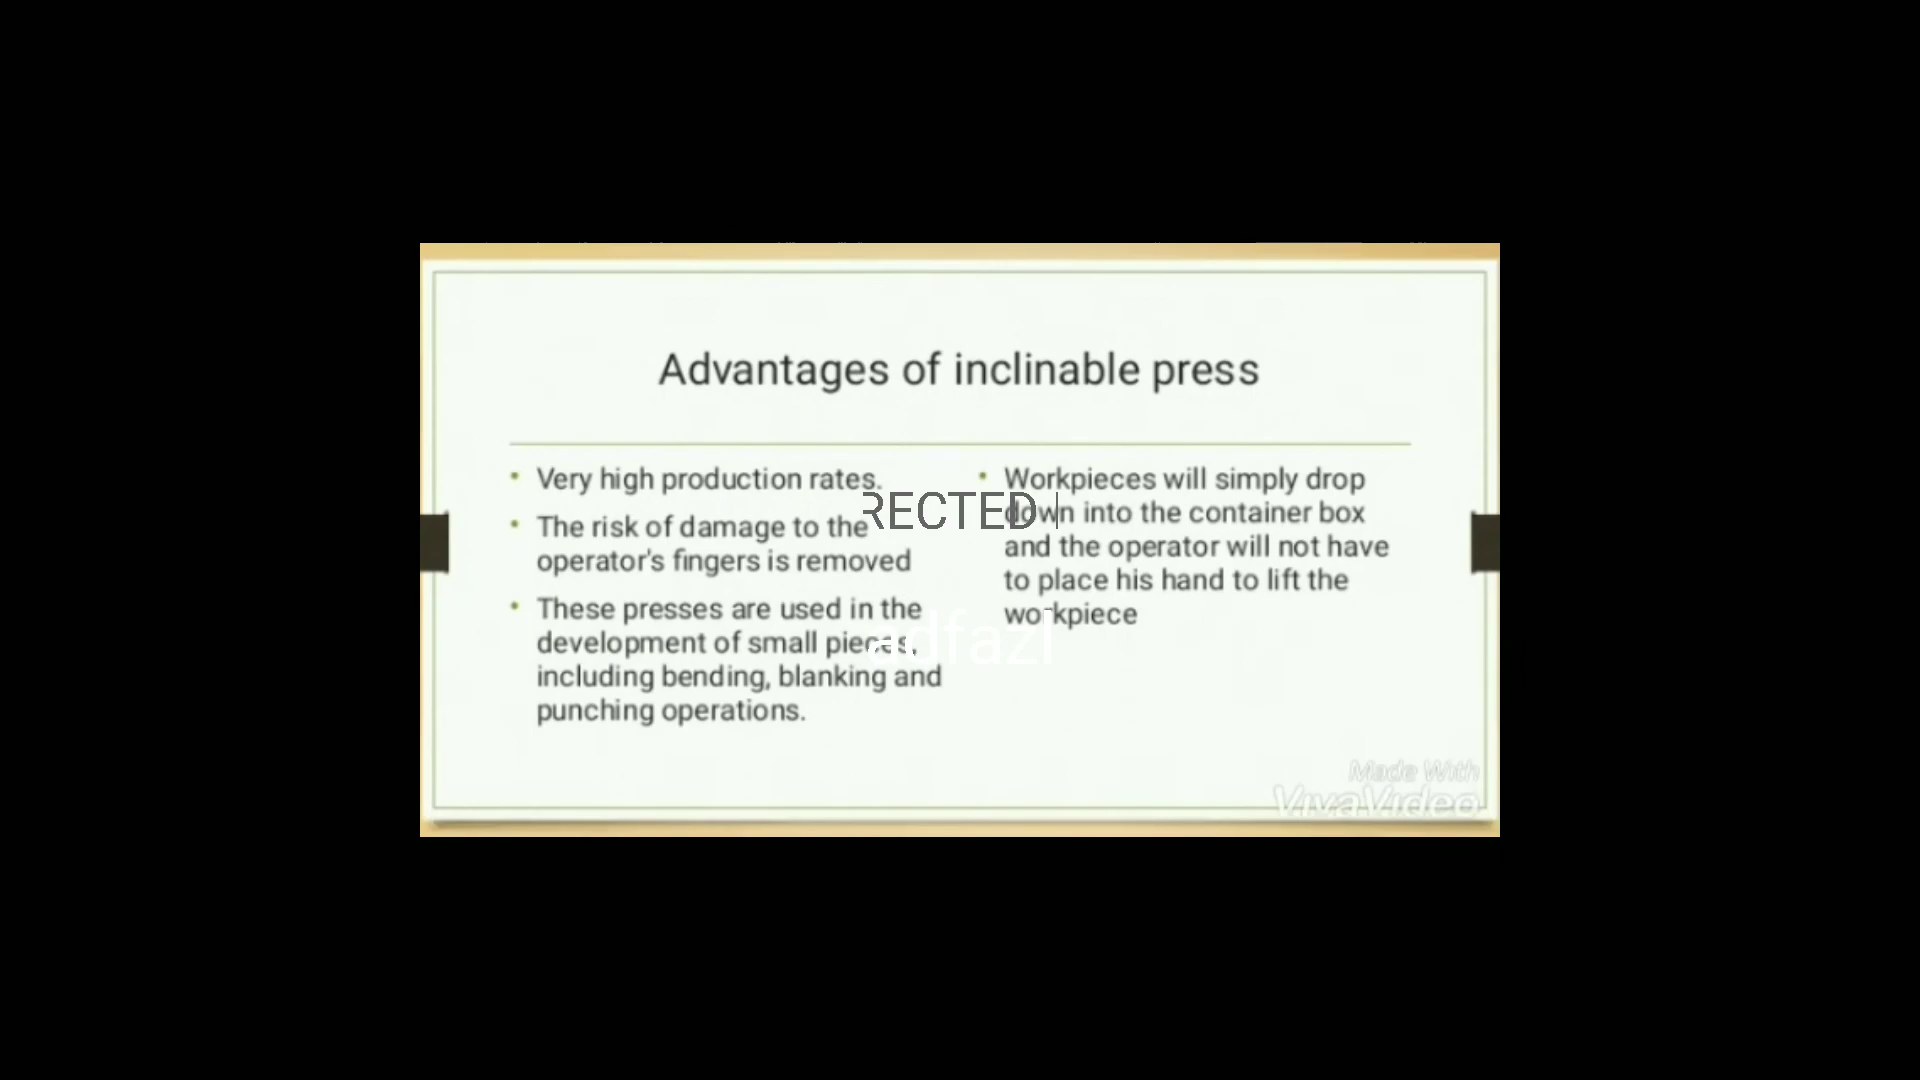 Advantages of inclinable press
Very high production rates.
The risk of damage to the
operator's fingers is removed
These presses are used in the
development of small pieces,
including bending, blanking and
punching operations.
Workpieces will simply drop
down into the container box
and the operator will not have
to place his hand to lift the
workpiece
RECTED
adfazl
Made With
VivaVideo